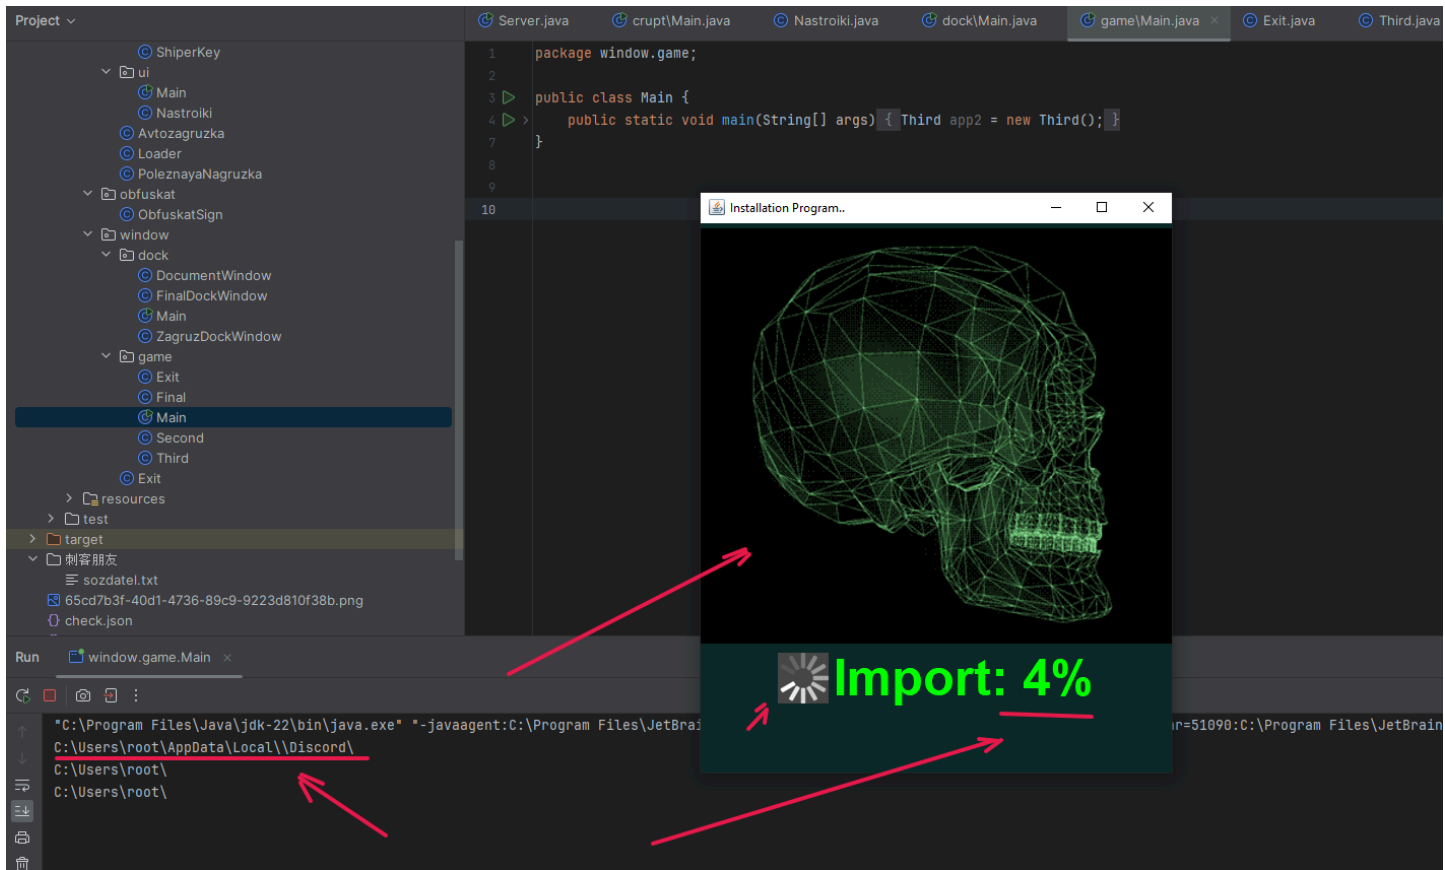 Project
Server.java
crupt\Main.java
Nastroiki.java
dock\Main.java
game\Main.java
Exit.java
Third.java
ShiperKey
ui
Main
Nastroiki
Avtozagruzka
Loader
PoleznayaNagruzka
obfuskat
ObfuskatSign
window
dock
DocumentWindow
FinalDockWindow
Main
ZagruzDockWindow
game
Exit
Final
Main
Second
Third
Exit
resources
test
target
刺客朋友
sozdatel.txt
65cd7b3f-40d1-4736-89c9-9223d810f38b.png
check.json
1 package window.game;
2
3 public class Main {
4 public static void main(String[] args) { Third app2 = new Third(); }
7 }
8
9
10
Installation Program..
Import: 4%
Run
window.game.Main
"C:\Program Files\Java\jdk-22\bin\java.exe" "-javaagent:C:\Program Files\JetBrai
ar=51090:C:\Program Files\JetBrain
C:\Users\root\AppData\Local\\Discord\
C:\Users\root\
C:\Users\root\